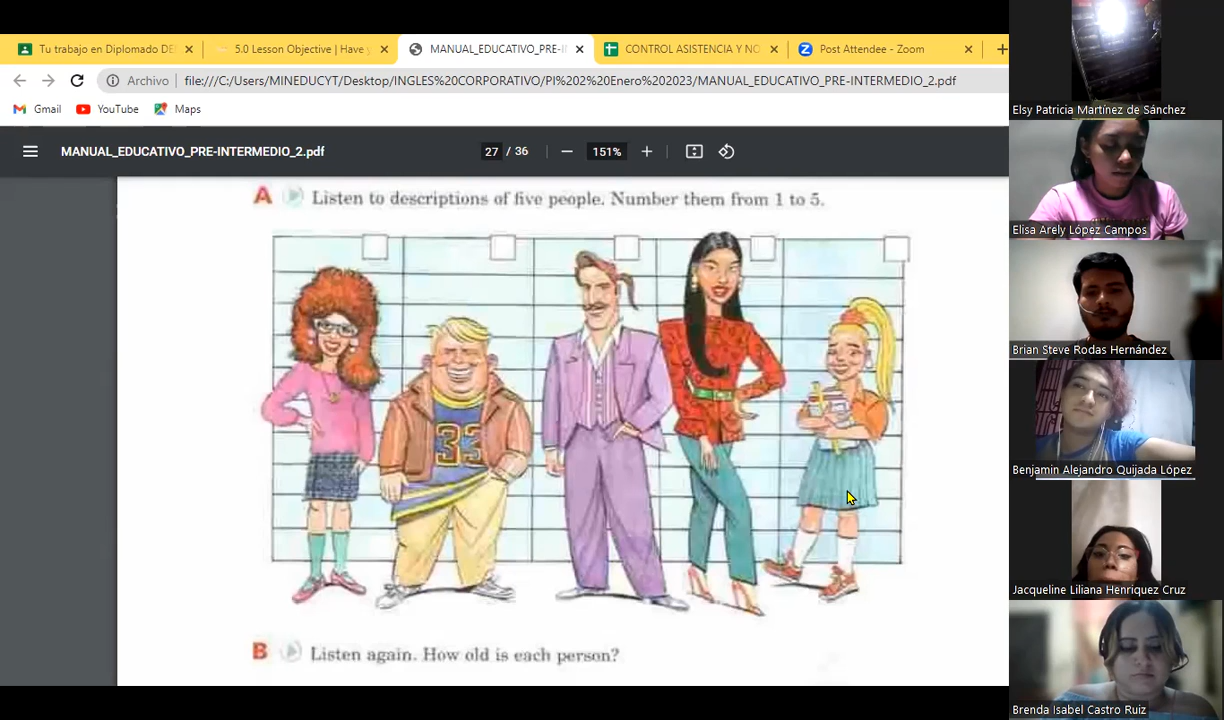 Tu trabajo en Diplomado DE
5.0 Lesson Objective | Have y
MANUAL_EDUCATIVO_PRE-I
CONTROL ASISTENCIA Y NO
Post Attendee - Zoom
Archivo
file:///C:/Users/MINEDUCYT/Desktop/INGLES%20CORPORATIVO/PI%202%20Enero%202023/MANUAL_EDUCATIVO_PRE-INTERMEDIO_2.pdf
Gmail
YouTube
Maps
MANUAL_EDUCATIVO_PRE-INTERMEDIO_2.pdf
27 / 36
151%
A Listen to descriptions of five people. Number them from 1 to 5.
33
B Listen again. How old is each person?
Elsy Patricia Martínez de Sánchez
Elisa Arely López Campos
Brian Steve Rodas Hernández
Benjamin Alejandro Quijada López
Jacqueline Liliana Henriquez Cruz
Brenda Isabel Castro Ruiz